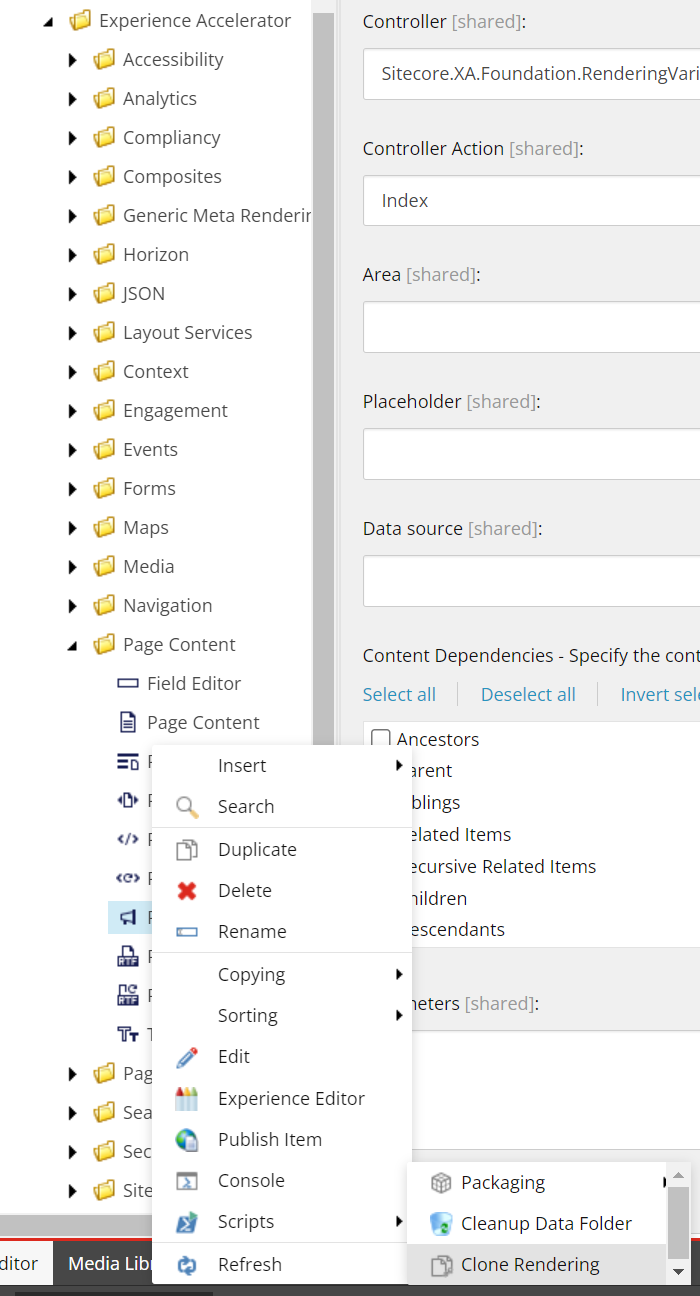 Experience Accelerator
Accessibility
Analytics
Compliancy
Composites
Generic Meta Renderin
Horizon
JSON
Layout Services
Context
Engagement
Events
Forms
Maps
Media
Navigation
Page Content
Field Editor
Page Content
Pag
Sea
Sec
Site
Controller [shared]:
Sitecore.XA.Foundation.RenderingVari
Controller Action [shared]:
Index
Area [shared]:
Placeholder [shared]:
Data source [shared]:
Content Dependencies - Specify the cont
Select all Deselect all Invert sele
Ancestors
arent
blings
elated Items
ecursive Related Items
hildren
escendants
meters [shared]:
Insert
Search
Duplicate
Delete
Rename
Copying
Sorting
Edit
Experience Editor
Publish Item
Console
Scripts
Refresh
Packaging
Cleanup Data Folder
Clone Rendering
ditor Media Libr